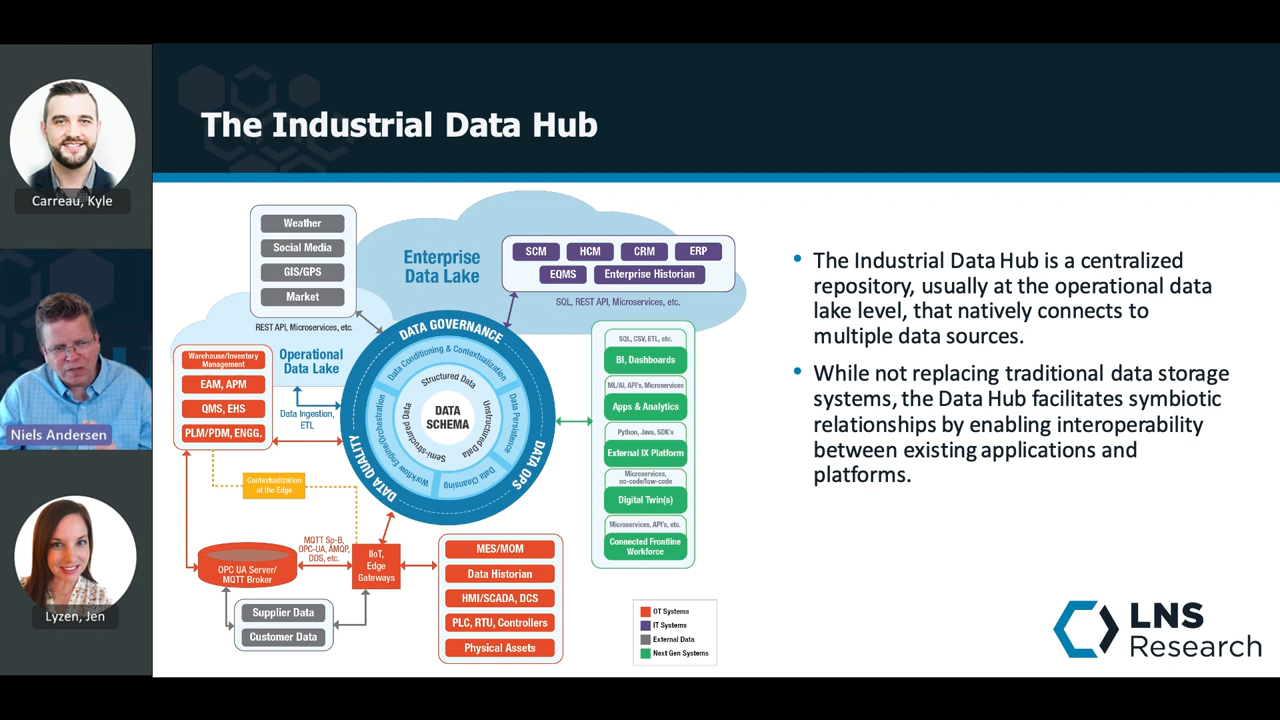 Carreau, Kyle
Niels Andersen
Lyzen, Jen
The Industrial Data Hub
Weather
Social Media
GIS/GPS
Market
REST API, Microservices, etc.
Enterprise
Data Lake
SCM
HCM
CRM
ERP
EQMS
Enterprise Historian
SQL, REST API, Microservices, etc.
Operational
Data Lake
Data Ingestion,
ETL
Warehouse/Inventory
Management
EAM, APM
QMS, EHS
PLM/PDM, ENGG.
Contextualization
at the Edge
DATA GOVERNANCE
DATA OPS
DATA QUALITY
Data Conditioning & Contextualization
Data Persistence
Data Cleansing
Workflow Engine/Orchestration
Structured Data
Unstructured Data
Semi-structured Data
DATA
SCHEMA
SQL, CSV, ETL, etc.
BI, Dashboards
ML/AI, API's, Microservices
Apps & Analytics
Python, Java, SDK's
External IX Platform
Microservices,
no-code/low-code
Digital Twin(s)
Microservices, API's, etc.
Connected Frontline
Workforce
OPC UA Server/
MQTT Broker
MQTT Sp-B,
OPC-UA, AMQP,
DDS, etc.
IIoT,
Edge
Gateways
Supplier Data
Customer Data
MES/MOM
Data Historian
HMI/SCADA, DCS
PLC, RTU, Controllers
Physical Assets
OT Systems
IT Systems
External Data
Next Gen Systems
• The Industrial Data Hub is a centralized
repository, usually at the operational data
lake level, that natively connects to
multiple data sources.
• While not replacing traditional data storage
systems, the Data Hub facilitates symbiotic
relationships by enabling interoperability
between existing applications and
platforms.
LNS
Research